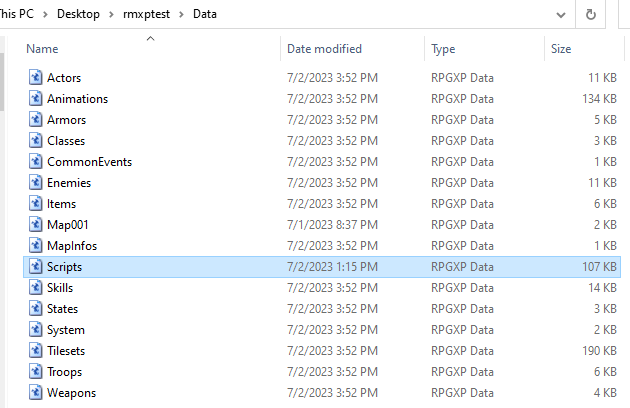 This PC > Desktop > rmxptest > Data
Name Date modified Type Size
Actors 7/2/2023 3:52 PM RPGXP Data 11 KB
Animations 7/2/2023 3:52 PM RPGXP Data 134 KB
Armors 7/2/2023 3:52 PM RPGXP Data 5 KB
Classes 7/2/2023 3:52 PM RPGXP Data 3 KB
CommonEvents 7/2/2023 3:52 PM RPGXP Data 1 KB
Enemies 7/2/2023 3:52 PM RPGXP Data 11 KB
Items 7/2/2023 3:52 PM RPGXP Data 6 KB
Map001 7/1/2023 8:37 PM RPGXP Data 2 KB
MapInfos 7/2/2023 3:52 PM RPGXP Data 1 KB
Scripts 7/2/2023 1:15 PM RPGXP Data 107 KB
Skills 7/2/2023 3:52 PM RPGXP Data 14 KB
States 7/2/2023 3:52 PM RPGXP Data 3 KB
System 7/2/2023 3:52 PM RPGXP Data 2 KB
Tilesets 7/2/2023 3:52 PM RPGXP Data 190 KB
Troops 7/2/2023 3:52 PM RPGXP Data 6 KB
Weapons 7/2/2023 3:52 PM RPGXP Data 4 KB